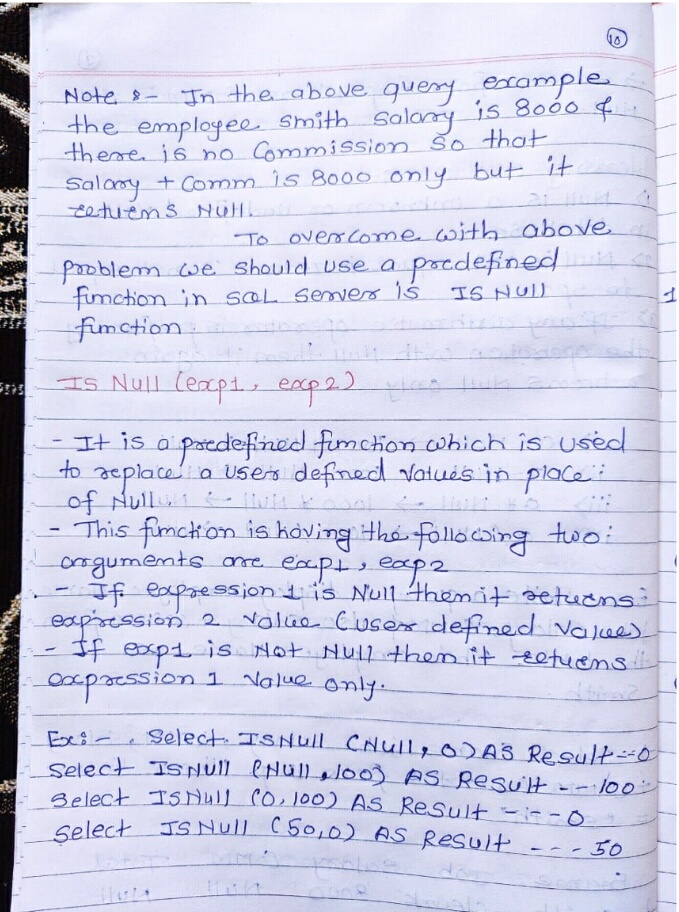 10
Note :- In the above query example
the employee smith salary is 8000 &
there is no Commission so that
Salary + Comm is 8000 only but it
returns Null.
To overcome with above
problem we should use a predefined
function in SQL Server is IS Null
function
IS Null (exp1, exp2)
- It is a predefined function which is used
to replace a user defined values in place
of Null.
- This function is having the following two
arguments are exp1, exp2
- If expression 1 is Null then it returns
expression 2 value (user defined value)
- If exp1 is Not Null then it returns
expression 1 value only.
Ex:- Select ISNull (Null, 0) AS Result -- 0
Select ISNull (Null, 100) AS Result -- 100
Select ISNull (0, 100) AS Result --- 0
Select ISNull (50,0) AS Result --- 50